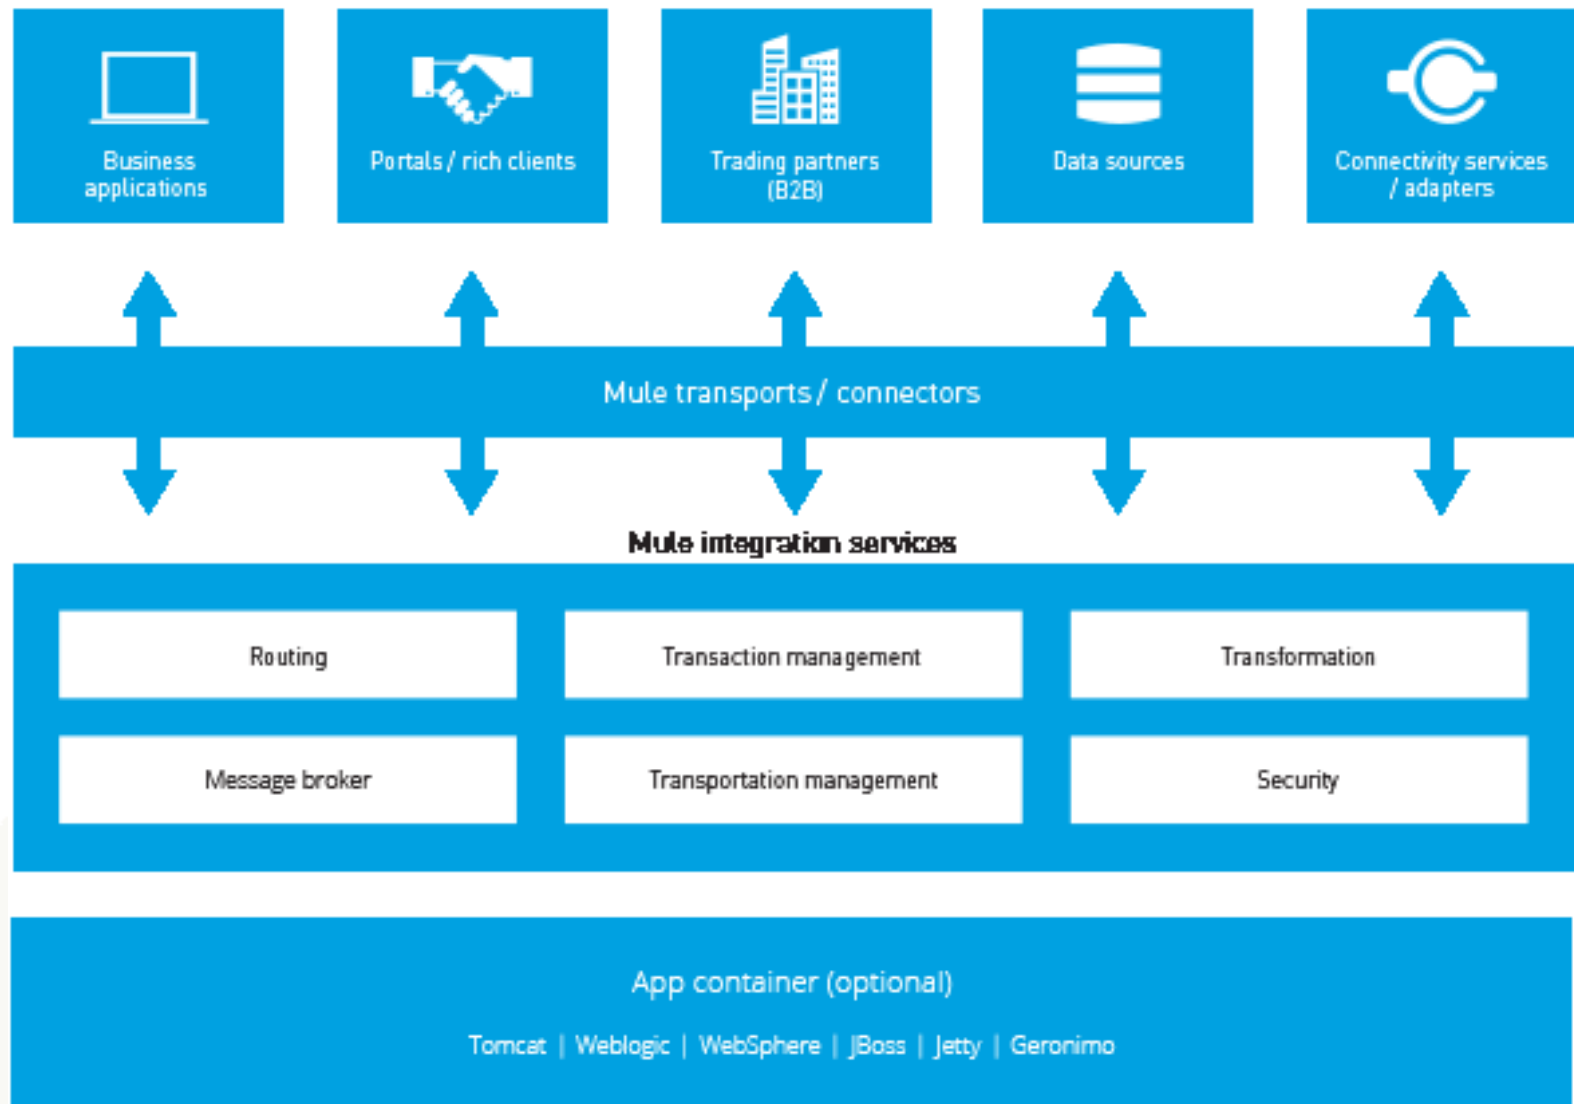 Business
applications
Portals / rich clients
Trading partners
(B2B)
Data sources
Connectivity services
/ adapters
Mule transports / connectors
Mule integration services
Routing
Transaction management
Transformation
Message broker
Transportation management
Security
App container (optional)
Tomcat | Weblogic | WebSphere | JBoss | Jetty | Geronimo